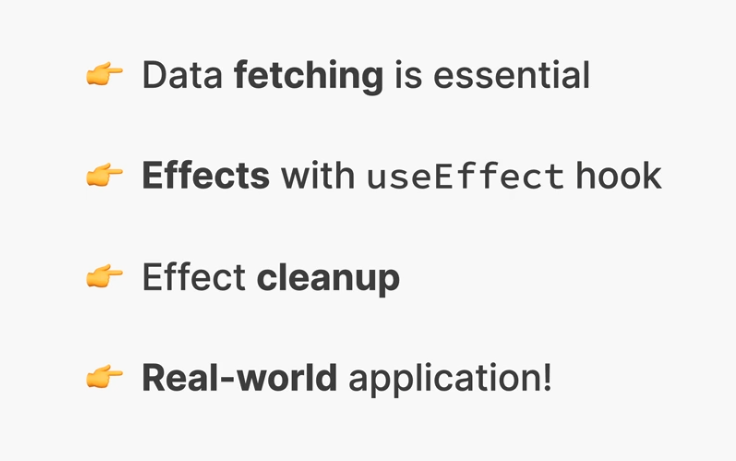 👉 Data fetching is essential
👉 Effects with useEffect hook
👉 Effect cleanup
👉 Real-world application!